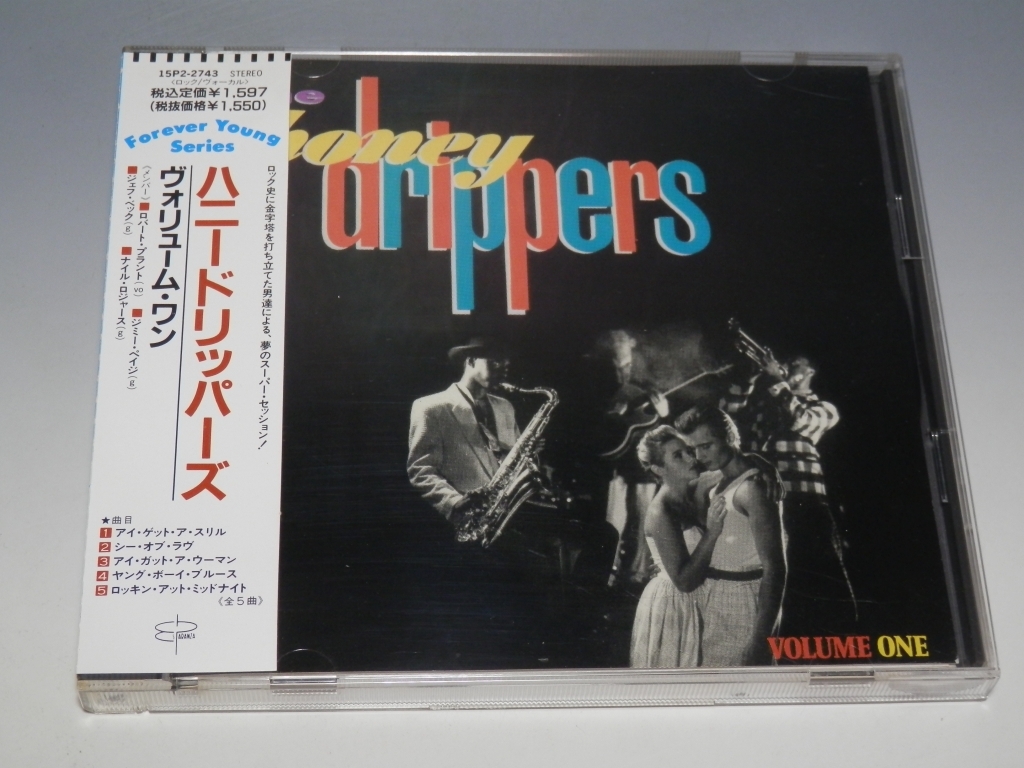 15P2-2743 STEREO
〈ロック/ヴォーカル〉
税込定価¥1,597
(税抜価格¥1,550)
Forever Young
Series
ロック史に金字塔を打ち立てた男達による、夢のスーパー・セッション!
ハニードリッパーズ
ヴォリューム・ワン
〈メンバー〉■ロバート・プラント(vo) ■ジミー・ペイジ(g)
■ジェフ・ベック(g) ■ナイル・ロジャース(g)
★曲目
1 アイ・ゲット・ア・スリル
2 シー・オブ・ラヴ
3 アイ・ガット・ア・ウーマン
4 ヤング・ボーイ・ブルース
5 ロッキン・アット・ミッドナイト
《全5曲》
ESPARANZA
honey
drippers
VOLUME ONE